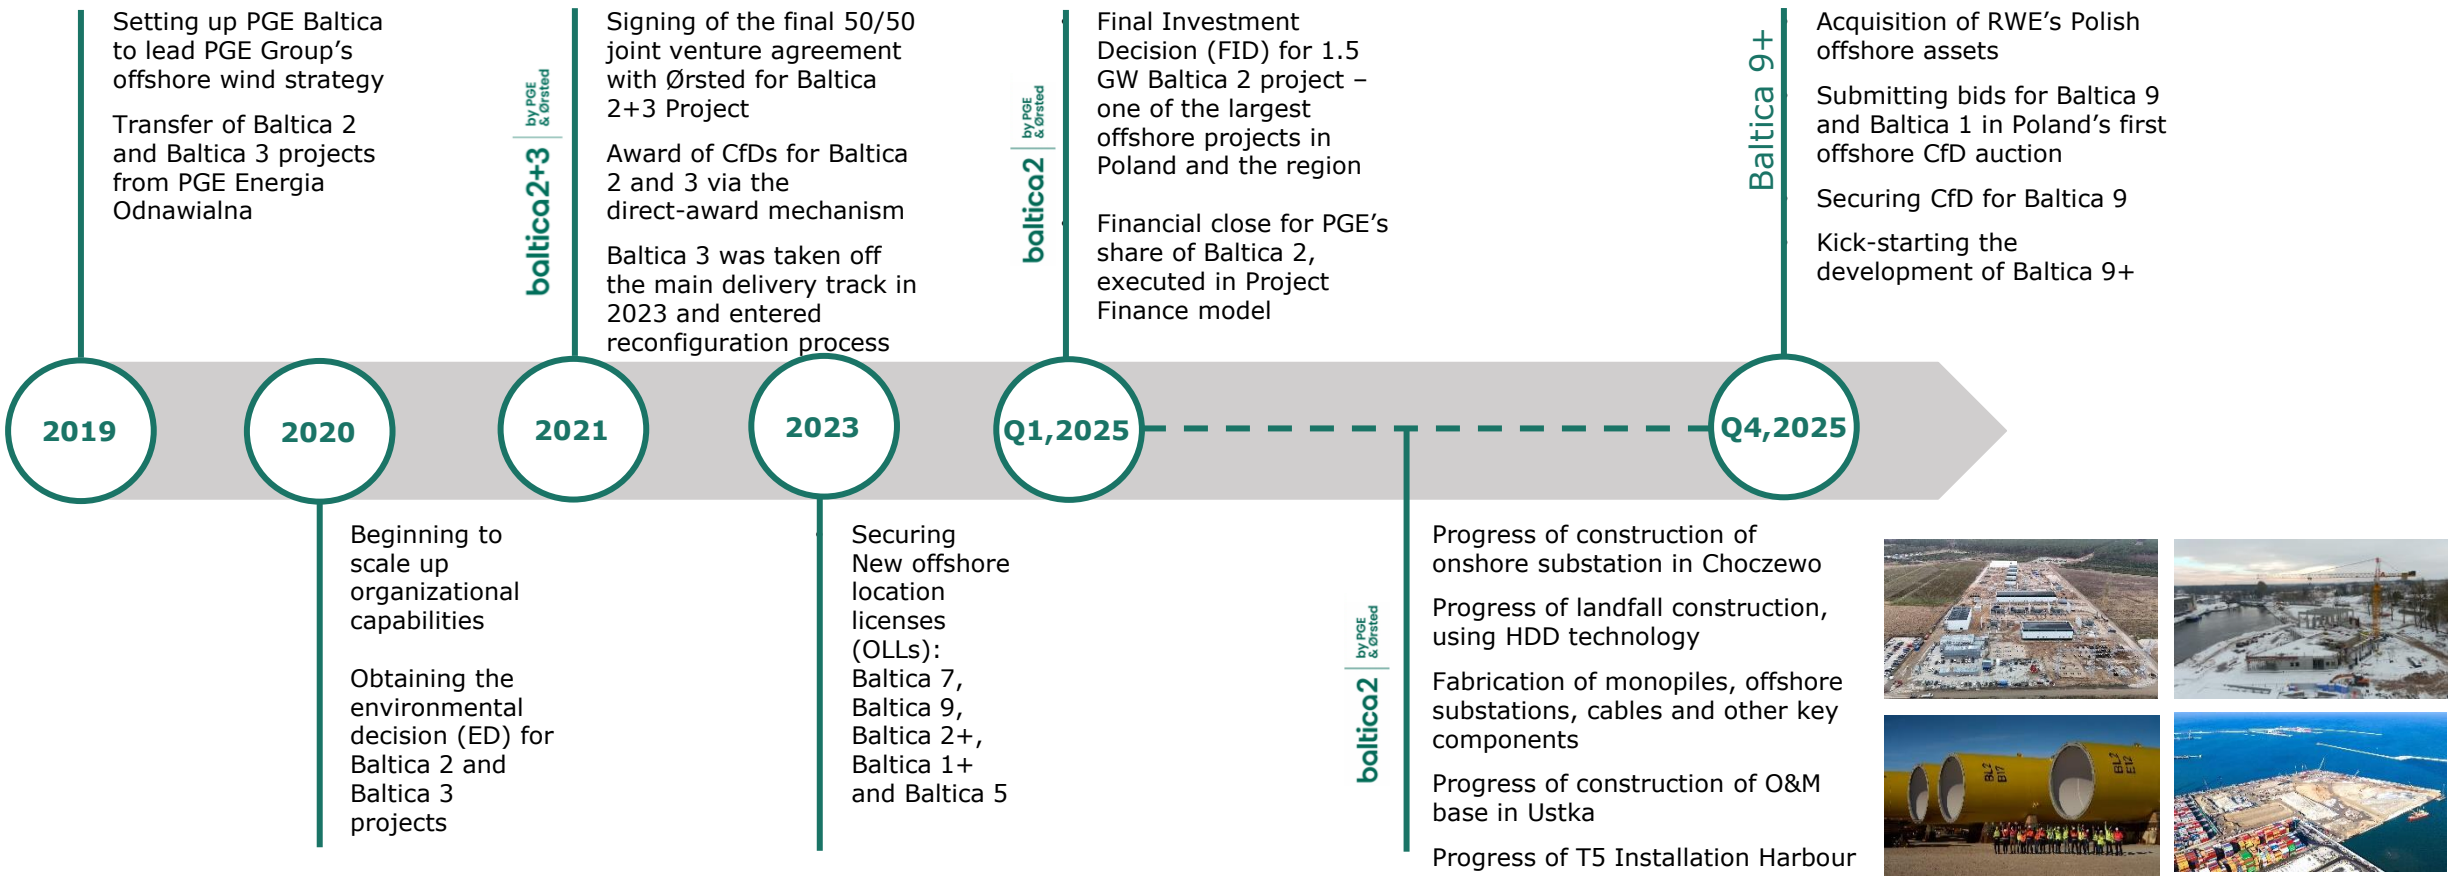 Setting up PGE Baltica
to lead PGE Group’s
offshore wind strategy
Transfer of Baltica 2
and Baltica 3 projects
from PGE Energia
Odnawialna
baltica2+3
by PGE
& Ørsted
Signing of the final 50/50
joint venture agreement
with Ørsted for Baltica
2+3 Project
Award of CfDs for Baltica
2 and 3 via the
direct-award mechanism
Baltica 3 was taken off
the main delivery track in
2023 and entered
reconfiguration process
baltica2
by PGE
& Ørsted
Final Investment
Decision (FID) for 1.5
GW Baltica 2 project –
one of the largest
offshore projects in
Poland and the region
Financial close for PGE’s
share of Baltica 2,
executed in Project
Finance model
Baltica 9+
Acquisition of RWE’s Polish
offshore assets
Submitting bids for Baltica 9
and Baltica 1 in Poland’s first
offshore CfD auction
Securing CfD for Baltica 9
Kick-starting the
development of Baltica 9+
2019
2020
2021
2023
Q1,2025
Q4,2025
Beginning to
scale up
organizational
capabilities
Obtaining the
environmental
decision (ED) for
Baltica 2 and
Baltica 3
projects
Securing
New offshore
location
licenses
(OLLs):
Baltica 7,
Baltica 9,
Baltica 2+,
Baltica 1+
and Baltica 5
baltica2
by PGE
& Ørsted
Progress of construction of
onshore substation in Choczewo
Progress of landfall construction,
using HDD technology
Fabrication of monopiles, offshore
substations, cables and other key
components
Progress of construction of O&M
base in Ustka
Progress of T5 Installation Harbour
BL2
B17
BL2
E12